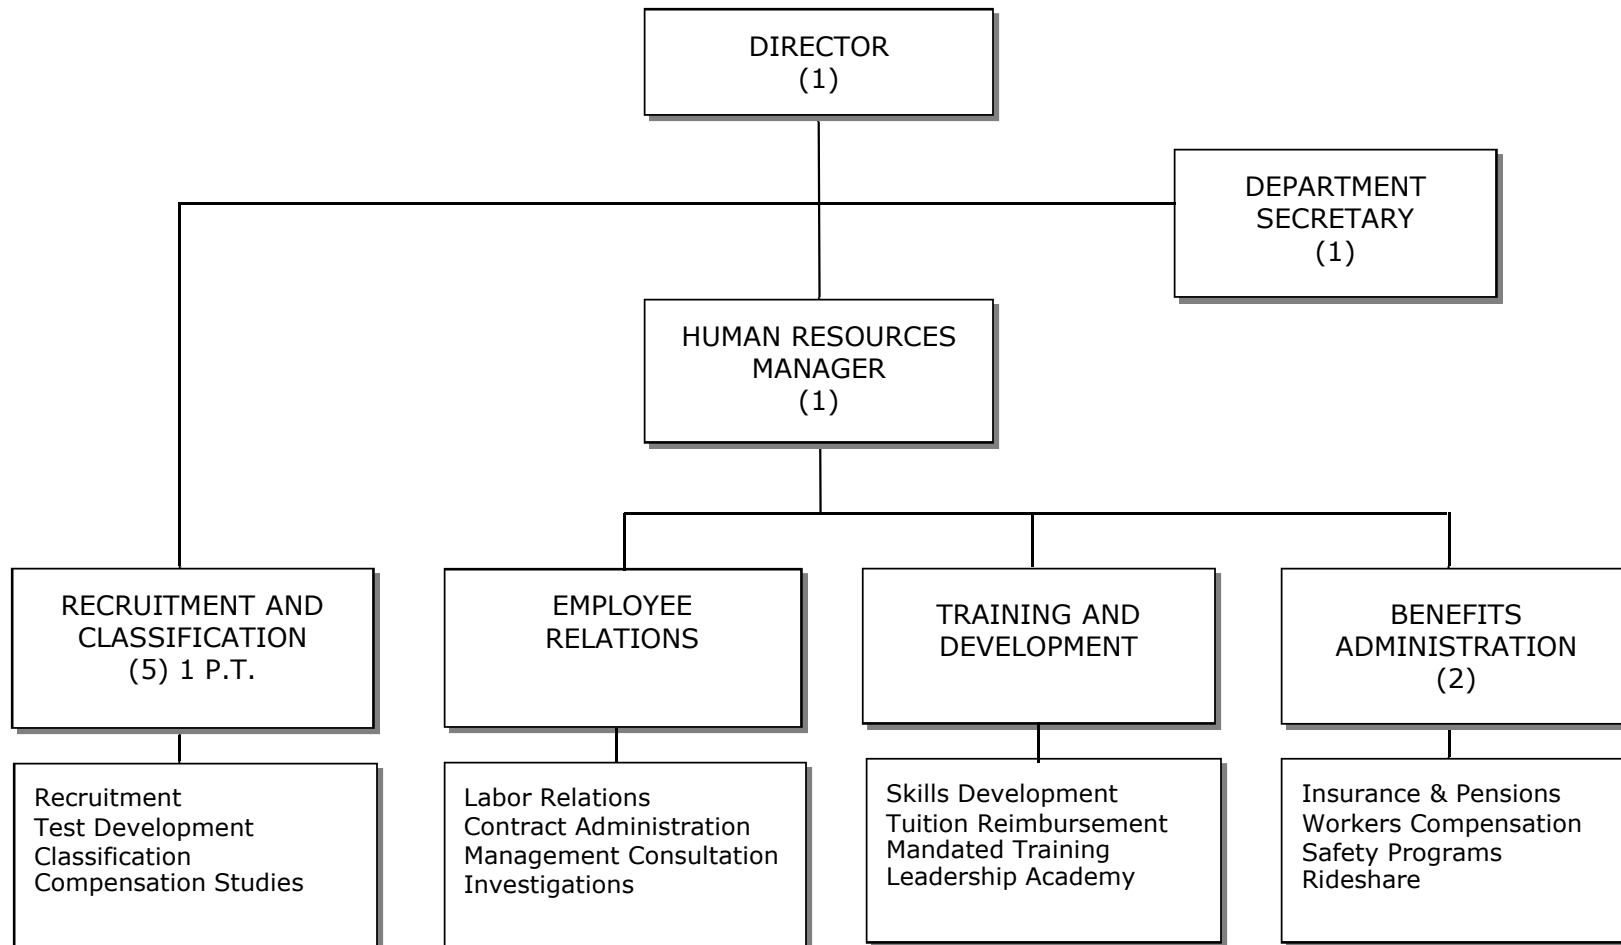 DIRECTOR
(1)
DEPARTMENT
SECRETARY
(1)
HUMAN RESOURCES
MANAGER
(1)
RECRUITMENT AND
CLASSIFICATION
(5) 1 P.T.
EMPLOYEE
RELATIONS
TRAINING AND
DEVELOPMENT
BENEFITS
ADMINISTRATION
(2)
Recruitment
Test Development
Classification
Compensation Studies
Labor Relations
Contract Administration
Management Consultation
Investigations
Skills Development
Tuition Reimbursement
Mandated Training
Leadership Academy
Insurance & Pensions
Workers Compensation
Safety Programs
Rideshare